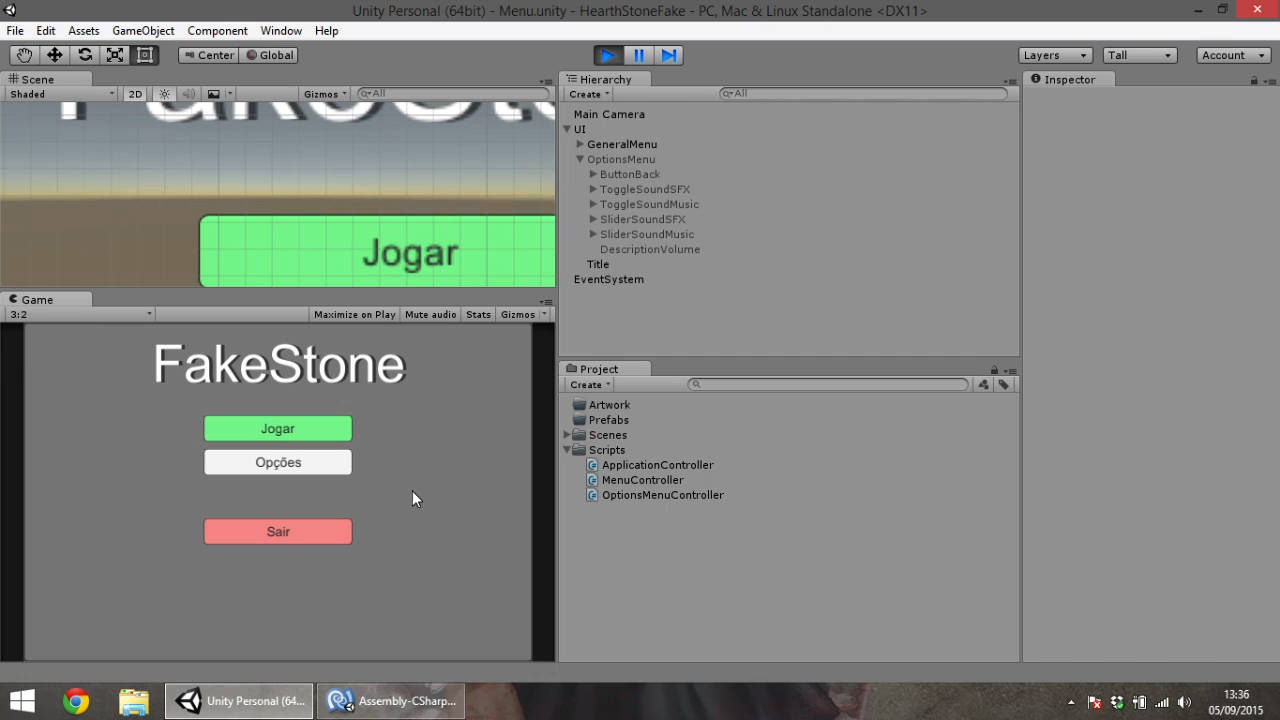 Unity Personal (64bit) - Menu.unity - HearthStoneFake - PC, Mac & Linux Standalone <DX11>
File Edit Assets GameObject Component Window Help
Center Global Layers Tall Account
Scene
Shaded 2D Gizmos All
FakeSto
Jogar
Game
3:2 Maximize on Play Mute audio Stats Gizmos
FakeStone
Jogar
Opções
Sair
Hierarchy
Create All
Main Camera
UI
GeneralMenu
OptionsMenu
ButtonBack
ToggleSoundSFX
ToggleSoundMusic
SliderSoundSFX
SliderSoundMusic
DescriptionVolume
Title
EventSystem
Project
Create
Artwork
Prefabs
Scenes
Scripts
ApplicationController
MenuController
OptionsMenuController
Inspector
Unity Personal (64... Assembly-CSharp...
13:36
05/09/2015